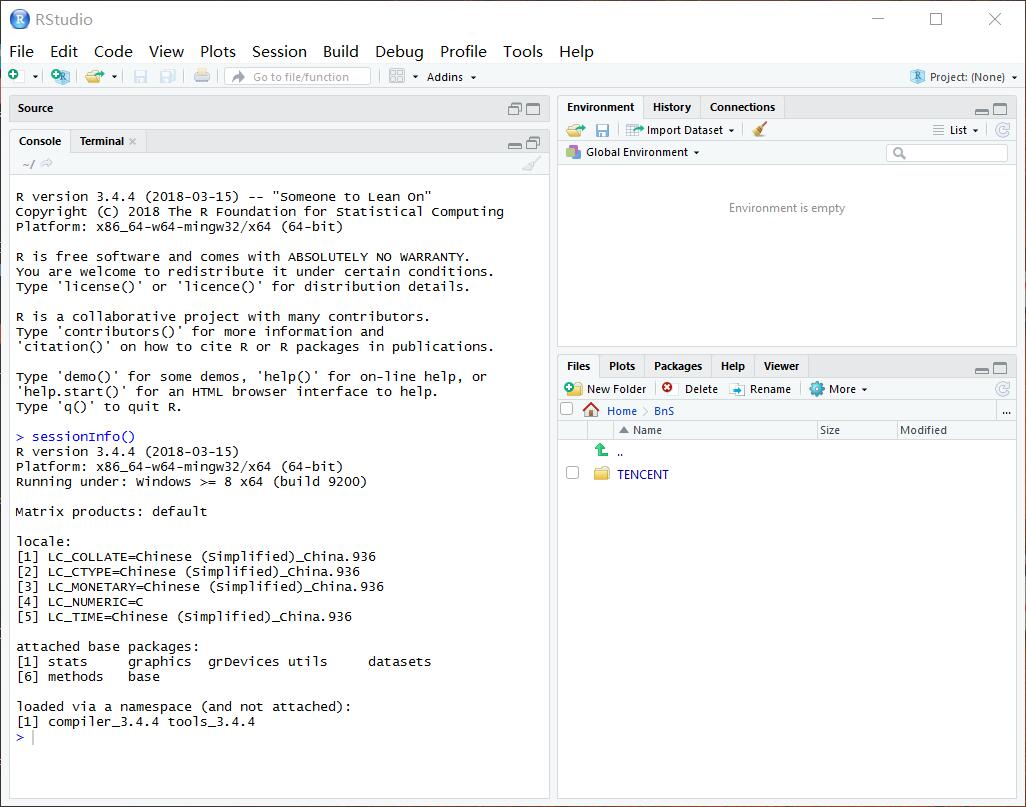 RStudio
File Edit Code View Plots Session Build Debug Profile Tools Help
Go to file/function Addins Project: (None)
Source
Console Terminal
~/
R version 3.4.4 (2018-03-15) -- "Someone to Lean On"
Copyright (C) 2018 The R Foundation for Statistical Computing
Platform: x86_64-w64-mingw32/x64 (64-bit)
R is free software and comes with ABSOLUTELY NO WARRANTY.
You are welcome to redistribute it under certain conditions.
Type 'license()' or 'licence()' for distribution details.
R is a collaborative project with many contributors.
Type 'contributors()' for more information and
'citation()' on how to cite R or R packages in publications.
Type 'demo()' for some demos, 'help()' for on-line help, or
'help.start()' for an HTML browser interface to help.
Type 'q()' to quit R.
> sessionInfo()
R version 3.4.4 (2018-03-15)
Platform: x86_64-w64-mingw32/x64 (64-bit)
Running under: Windows >= 8 x64 (build 9200)
Matrix products: default
locale:
[1] LC_COLLATE=Chinese (Simplified)_China.936
[2] LC_CTYPE=Chinese (Simplified)_China.936
[3] LC_MONETARY=Chinese (Simplified)_China.936
[4] LC_NUMERIC=C
[5] LC_TIME=Chinese (Simplified)_China.936
attached base packages:
[1] stats     graphics  grDevices utils     datasets
[6] methods   base
loaded via a namespace (and not attached):
[1] compiler_3.4.4 tools_3.4.4
>
Environment History Connections
Import Dataset List
Global Environment
Environment is empty
Files Plots Packages Help Viewer
New Folder Delete Rename More
Home BnS ...
Name Size Modified
..
TENCENT